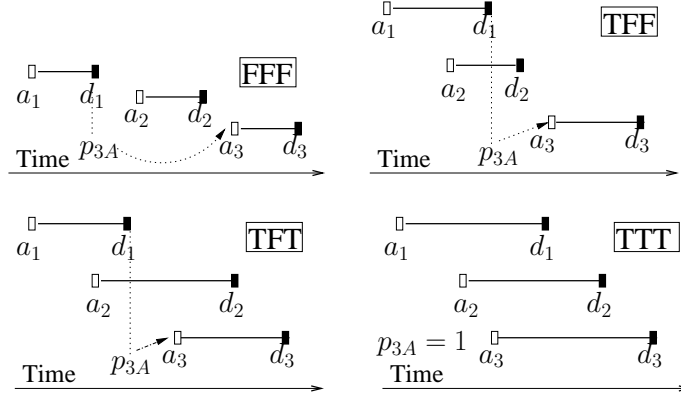 FFF
a₁ d₁ a₂ d₂
a₃ d₃
p₃A
Time
a₁ d₁ TFF
a₂ d₂
a₃ d₃
p₃A
Time
TFT
a₁ d₁
a₂ d₂
p₃A a₃ d₃
Time
TTT
a₁ d₁
a₂ d₂
p₃A = 1 a₃ d₃
Time